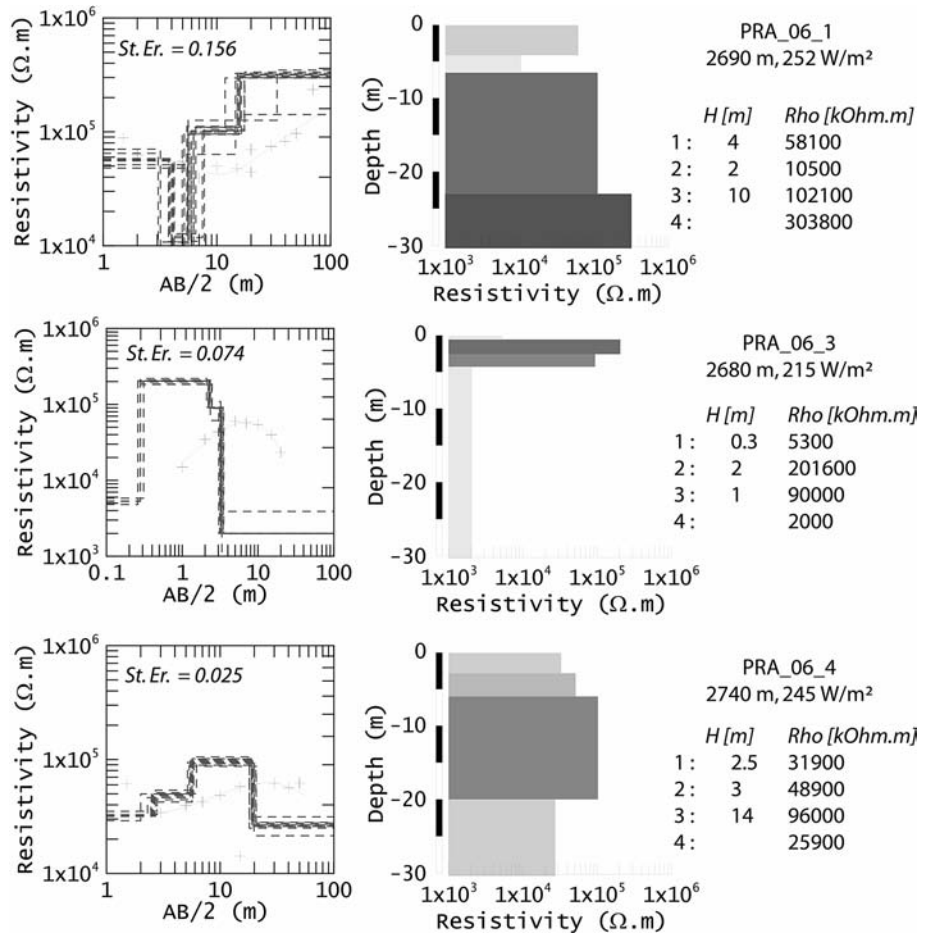 1x10⁶
1x10⁵
1x10⁴
Resistivity (Ω.m)
St.Er. = 0.156
1 10 100
AB/2 (m)
0
-10
-20
-30
Depth (m)
1x10³ 1x10⁴ 1x10⁵ 1x10⁶
Resistivity (Ω.m)
PRA_06_1
2690 m, 252 W/m²
H [m] Rho [kOhm.m]
1: 4 58100
2: 2 10500
3: 10 102100
4: 303800
1x10⁶
1x10⁵
1x10⁴
1x10³
Resistivity (Ω.m)
St.Er. = 0.074
0.1 1 10 100
AB/2 (m)
0
-10
-20
-30
Depth (m)
1x10³ 1x10⁴ 1x10⁵ 1x10⁶
Resistivity (Ω.m)
PRA_06_3
2680 m, 215 W/m²
H [m] Rho [kOhm.m]
1: 0.3 5300
2: 2 201600
3: 1 90000
4: 2000
1x10⁶
1x10⁵
1x10⁴
Resistivity (Ω.m)
St.Er. = 0.025
1 10 100
AB/2 (m)
0
-10
-20
-30
Depth (m)
1x10³ 1x10⁴ 1x10⁵ 1x10⁶
Resistivity (Ω.m)
PRA_06_4
2740 m, 245 W/m²
H [m] Rho [kOhm.m]
1: 2.5 31900
2: 3 48900
3: 14 96000
4: 25900